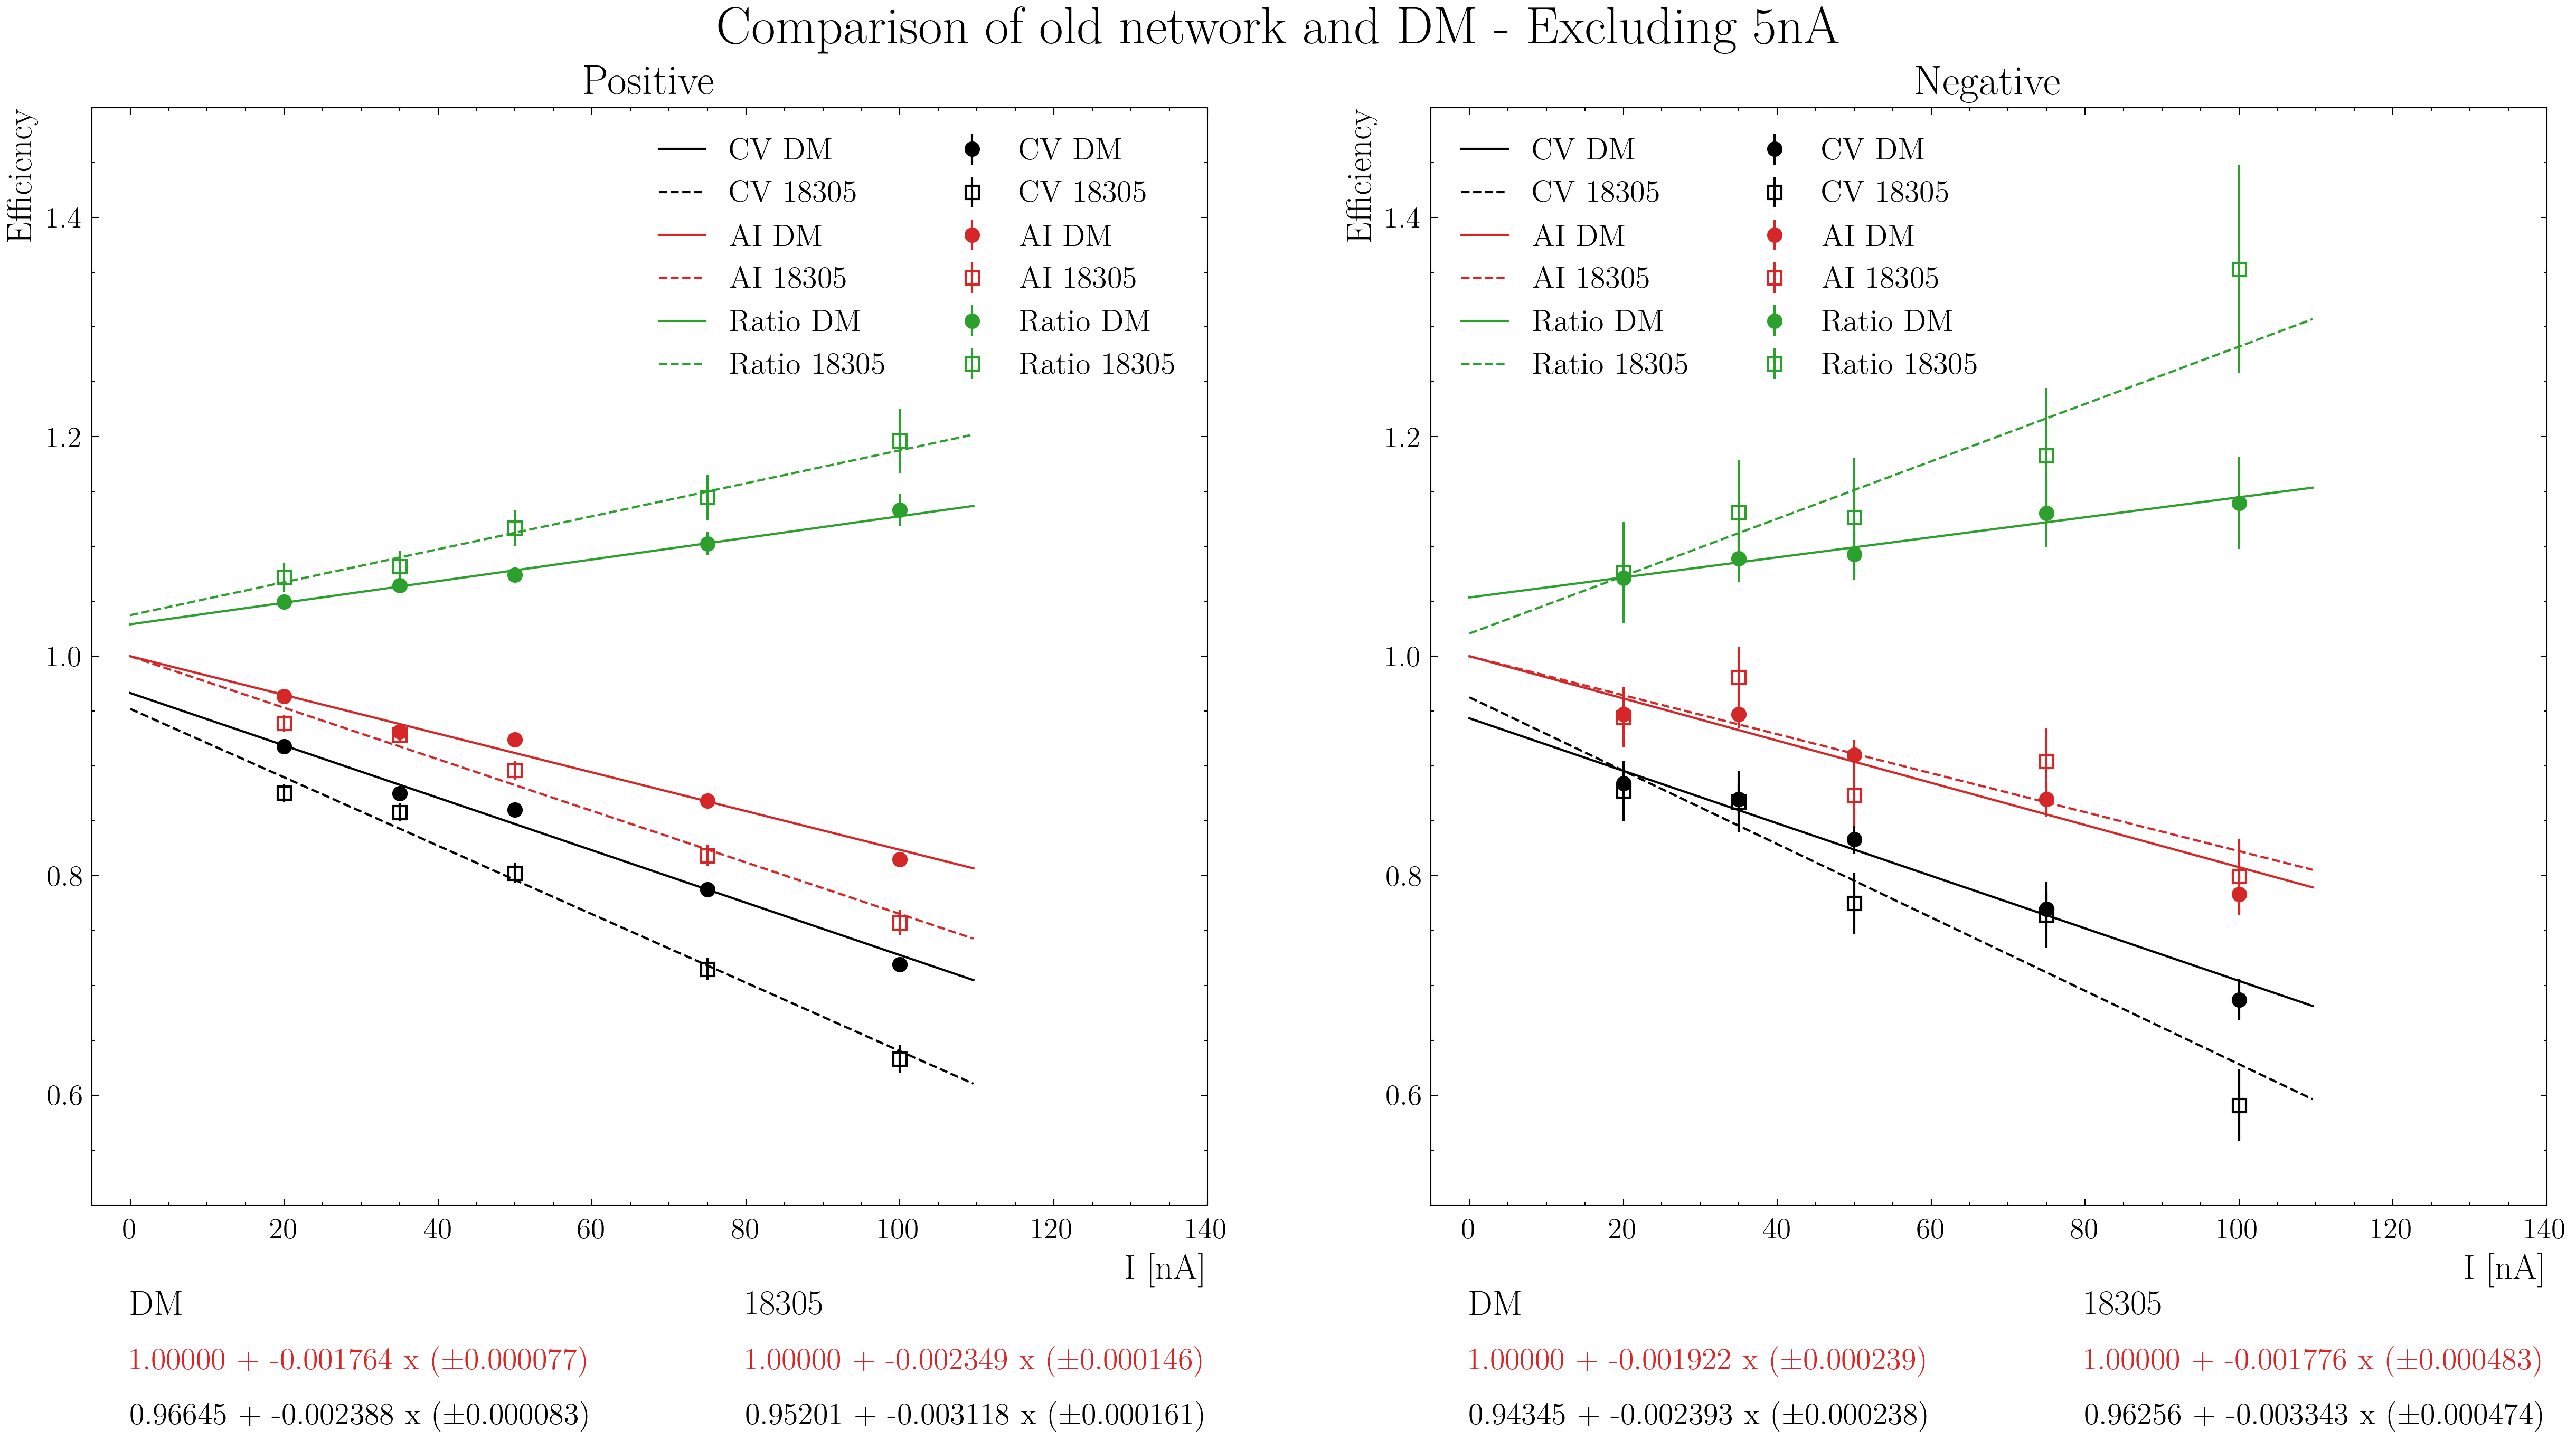 Comparison of old network and DM - Excluding 5nA
Positive
Efficiency
CV DM
CV 18305
AI DM
AI 18305
Ratio DM
Ratio 18305
CV DM
CV 18305
AI DM
AI 18305
Ratio DM
Ratio 18305
1.4
1.2
1.0
0.8
0.6
0 20 40 60 80 100 120 140
I [nA]
DM
1.00000 + -0.001764 x (±0.000077)
0.96645 + -0.002388 x (±0.000083)
18305
1.00000 + -0.002349 x (±0.000146)
0.95201 + -0.003118 x (±0.000161)
Negative
Efficiency
CV DM
CV 18305
AI DM
AI 18305
Ratio DM
Ratio 18305
CV DM
CV 18305
AI DM
AI 18305
Ratio DM
Ratio 18305
1.4
1.2
1.0
0.8
0.6
0 20 40 60 80 100 120 140
I [nA]
DM
1.00000 + -0.001922 x (±0.000239)
0.94345 + -0.002393 x (±0.000238)
18305
1.00000 + -0.001776 x (±0.000483)
0.96256 + -0.003343 x (±0.000474)